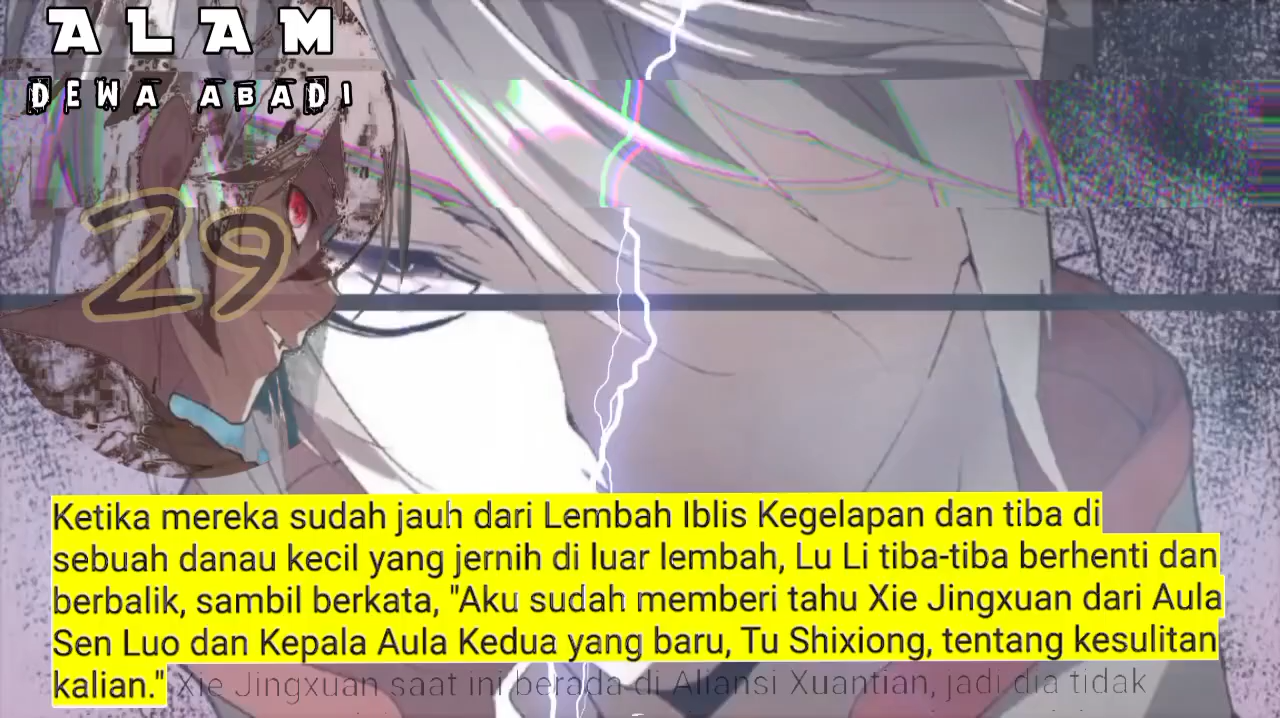 ALAM
DEWA ABADI
29
Ketika mereka sudah jauh dari Lembah Iblis Kegelapan dan tiba di
sebuah danau kecil yang jernih di luar lembah, Lu Li tiba-tiba berhenti dan
berbalik, sambil berkata, "Aku sudah memberi tahu Xie Jingxuan dari Aula
Sen Luo dan Kepala Aula Kedua yang baru, Tu Shixiong, tentang kesulitan
kalian." Xie Jingxuan saat ini berada di Aliansi Xuantian, jadi dia tidak